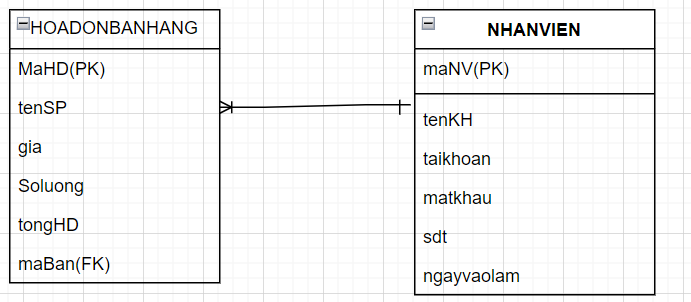 HOADONBANHANG
MaHD(PK)
tenSP
gia
Soluong
tongHD
maBan(FK)
NHANVIEN
maNV(PK)
tenKH
taikhoan
matkhau
sdt
ngayvaolam